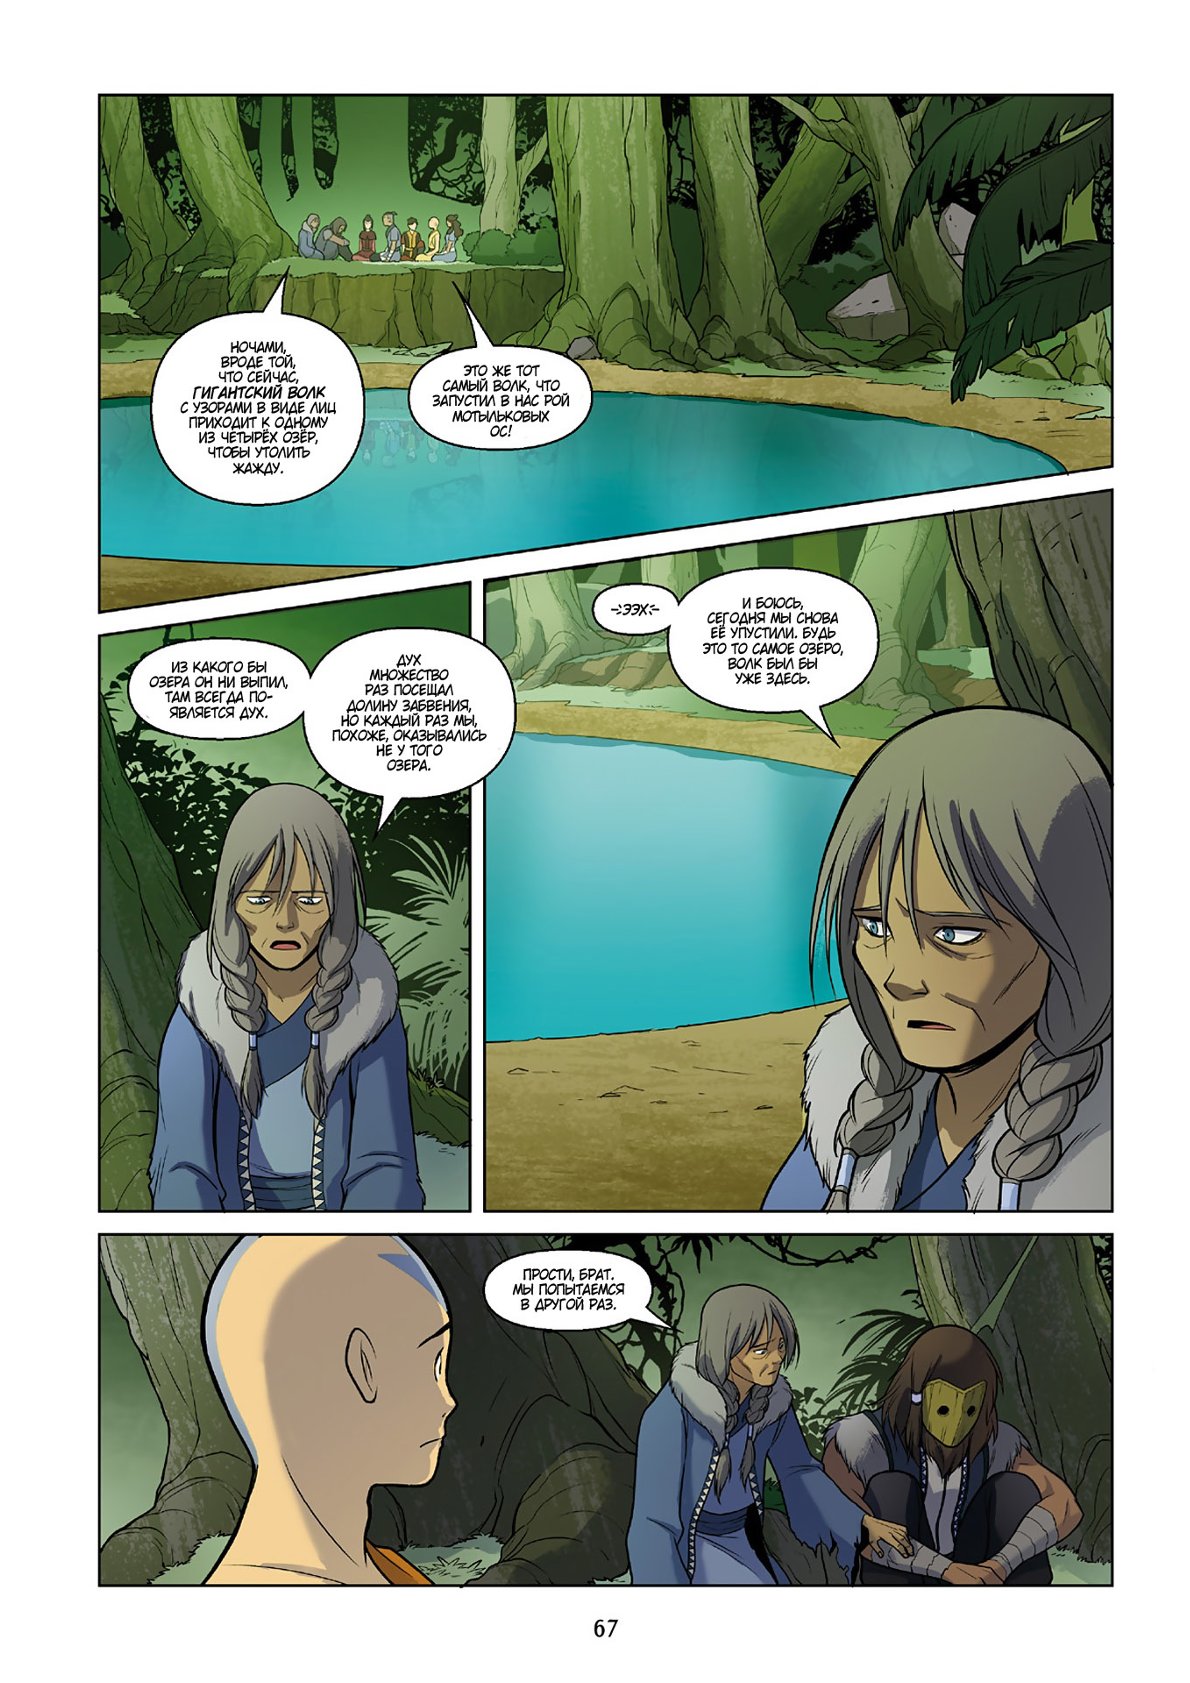 НОЧАМИ,
ВРОДЕ ТОЙ,
ЧТО СЕЙЧАС,
ГИГАНТСКИЙ ВОЛК
С УЗОРАМИ В ВИДЕ ЛИЦ
ПРИХОДИТ К ОДНОМУ
ИЗ ЧЕТЫРЁХ ОЗЁР,
ЧТОБЫ УТОЛИТЬ
ЖАЖДУ.
ЭТО ЖЕ ТОТ
САМЫЙ ВОЛК, ЧТО
ЗАПУСТИЛ В НАС РОЙ
МОТЫЛЬКОВЫХ
ОС!
ИЗ КАКОГО БЫ
ОЗЕРА ОН НИ ВЫПИЛ,
ТАМ ВСЕГДА ПО-
ЯВЛЯЕТСЯ ДУХ.
ДУХ
МНОЖЕСТВО
РАЗ ПОСЕЩАЛ
ДОЛИНУ ЗАБВЕНИЯ,
НО КАЖДЫЙ РАЗ МЫ,
ПОХОЖЕ, ОКАЗЫВАЛИСЬ
НЕ У ТОГО
ОЗЕРА.
-:ЭЭХ:-
И БОЮСЬ,
СЕГОДНЯ МЫ СНОВА
ЕЁ УПУСТИЛИ. БУДЬ
ЭТО ТО САМОЕ ОЗЕРО,
ВОЛК БЫЛ БЫ
УЖЕ ЗДЕСЬ.
ПРОСТИ, БРАТ.
МЫ ПОПЫТАЕМСЯ
В ДРУГОЙ РАЗ.
67